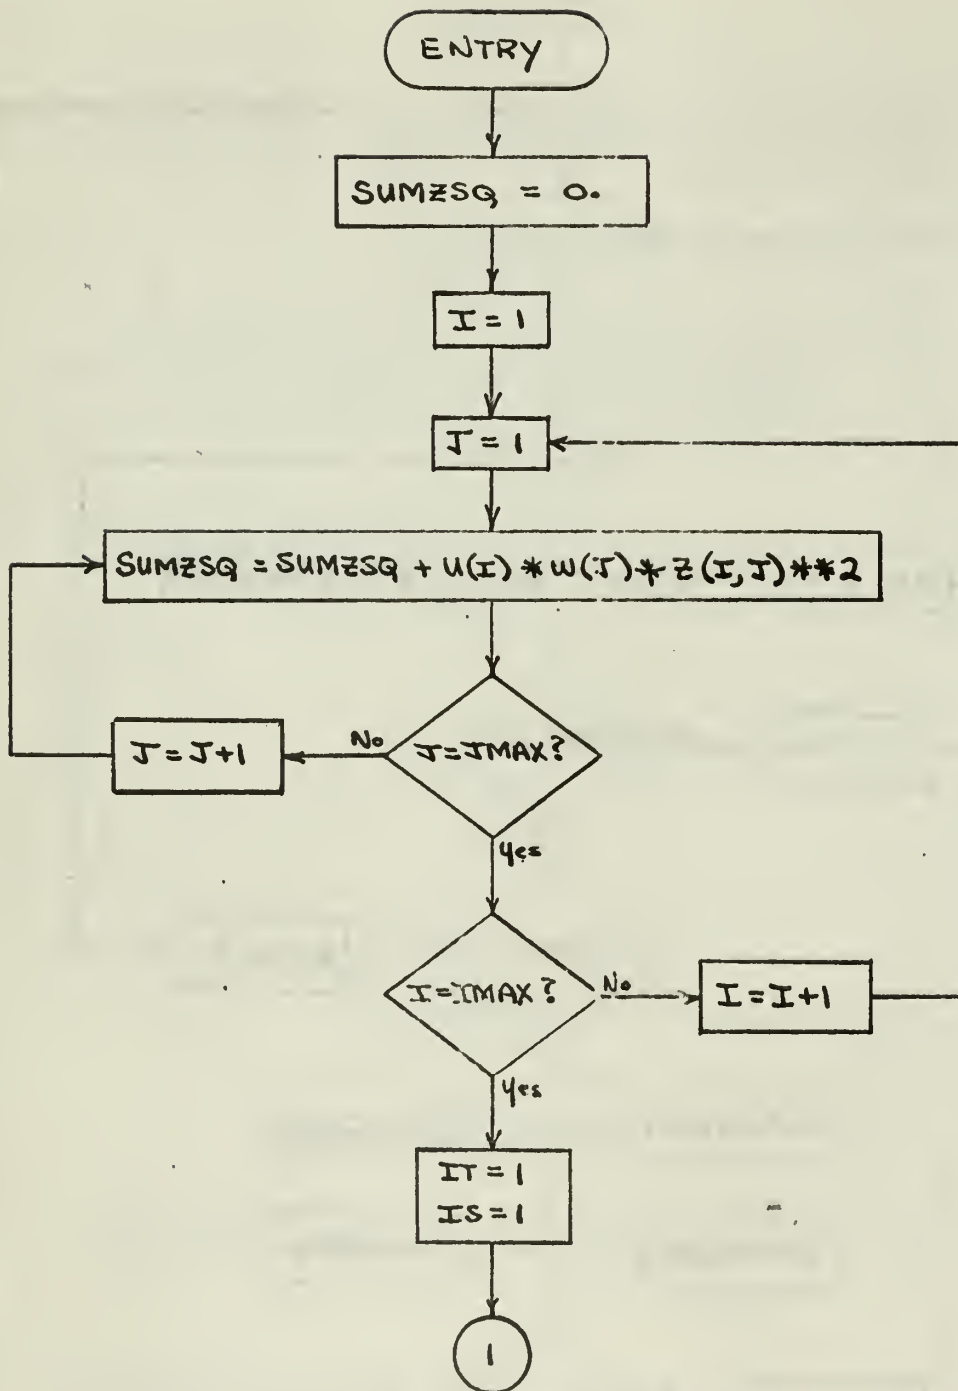 ENTRY
SUMZSQ = 0.
I = 1
J = 1
SUMZSQ = SUMZSQ + U(I) * W(J) * Z(I,J)**2
J = J+1
No
J=JMAX?
Yes
I=IMAX?
No
I = I+1
Yes
IT = 1
IS = 1
1